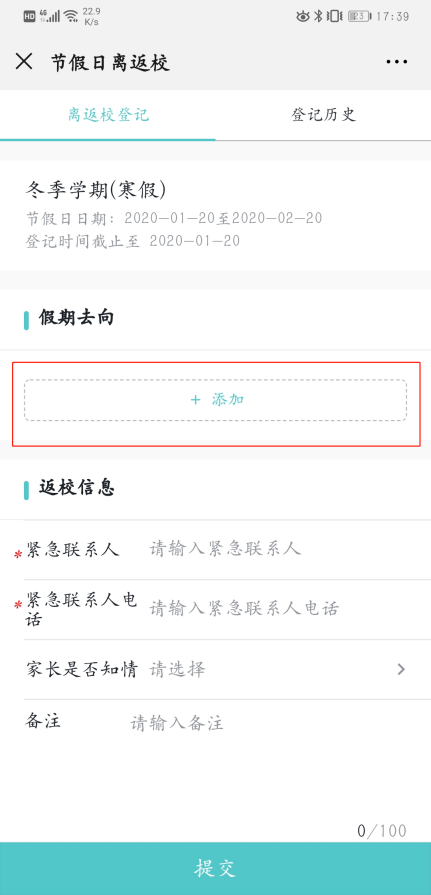 HD 4G 22.9 K/s 23 17:39
节假日离返校
离返校登记 登记历史
冬季学期(寒假)
节假日日期: 2020-01-20至2020-02-20
登记时间截止至 2020-01-20
假期去向
+ 添加
返校信息
*紧急联系人 请输入紧急联系人
*紧急联系人电话 请输入紧急联系人电话
家长是否知情 请选择
备注 请输入备注
0/100
提交